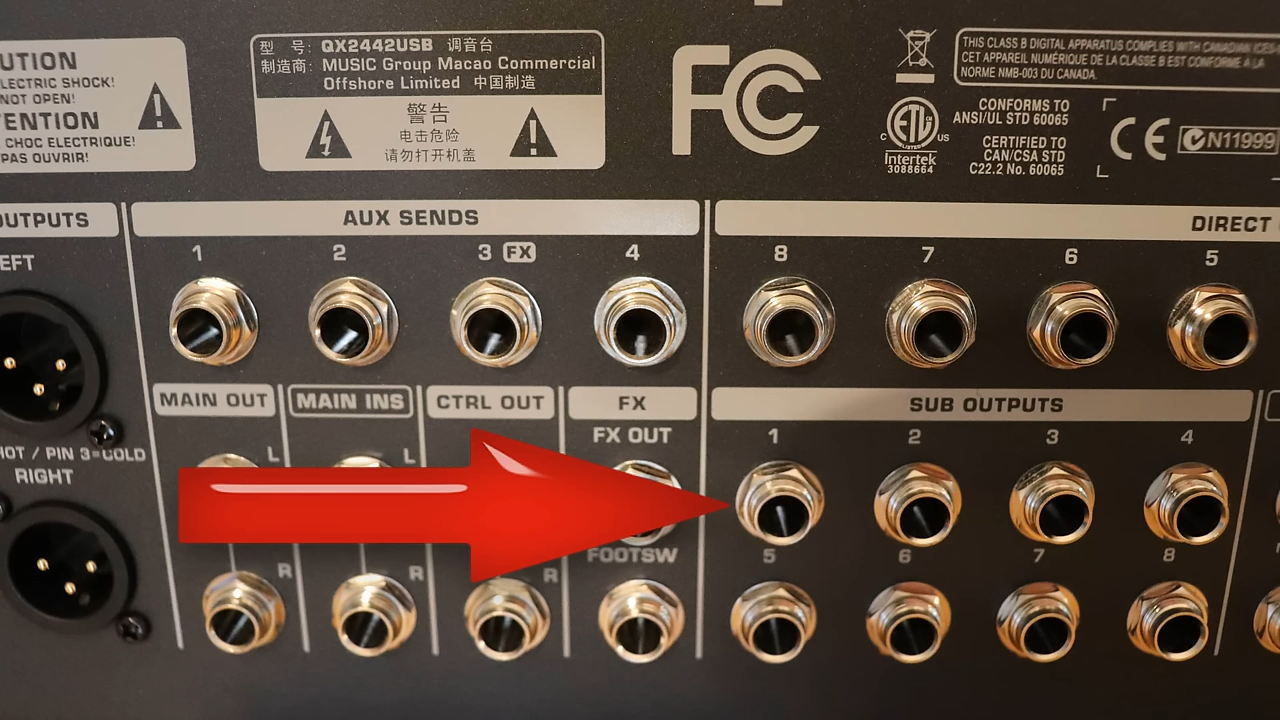 UTION
LECTRIC SHOCK!
NOT OPEN!
TENTION
CHOC ELECTRIQUE!
PAS OUVRIR!
型 号: QX2442USB 调音台
制造商: MUSIC Group Macao Commercial
Offshore Limited 中国制造
警告
电击危险
请勿打开机盖
FC
THIS CLASS B DIGITAL APPARATUS COMPLIES WITH CANADIAN ICES-
CET APPAREIL NUMÉRIQUE DE LA CLASSE B EST CONFORME A LA
NORME NMB-003 DU CANADA.
C ETL CM US
LISTED
Intertek
3088664
CONFORMS TO
ANSI/UL STD 60065
CERTIFIED TO
CAN/CSA STD
C22.2 No. 60065
CE
N11999
OUTPUTS
AUX SENDS
DIRECT
EFT
1 2 3 FX 4
8 7 6 5
MAIN OUT
MAIN INS
CTRL OUT
FX
SUB OUTPUTS
FX OUT
1 2 3 4
L L
HOT / PIN 3=COLD
RIGHT
FOOTSW
5 6 7 8
R R R